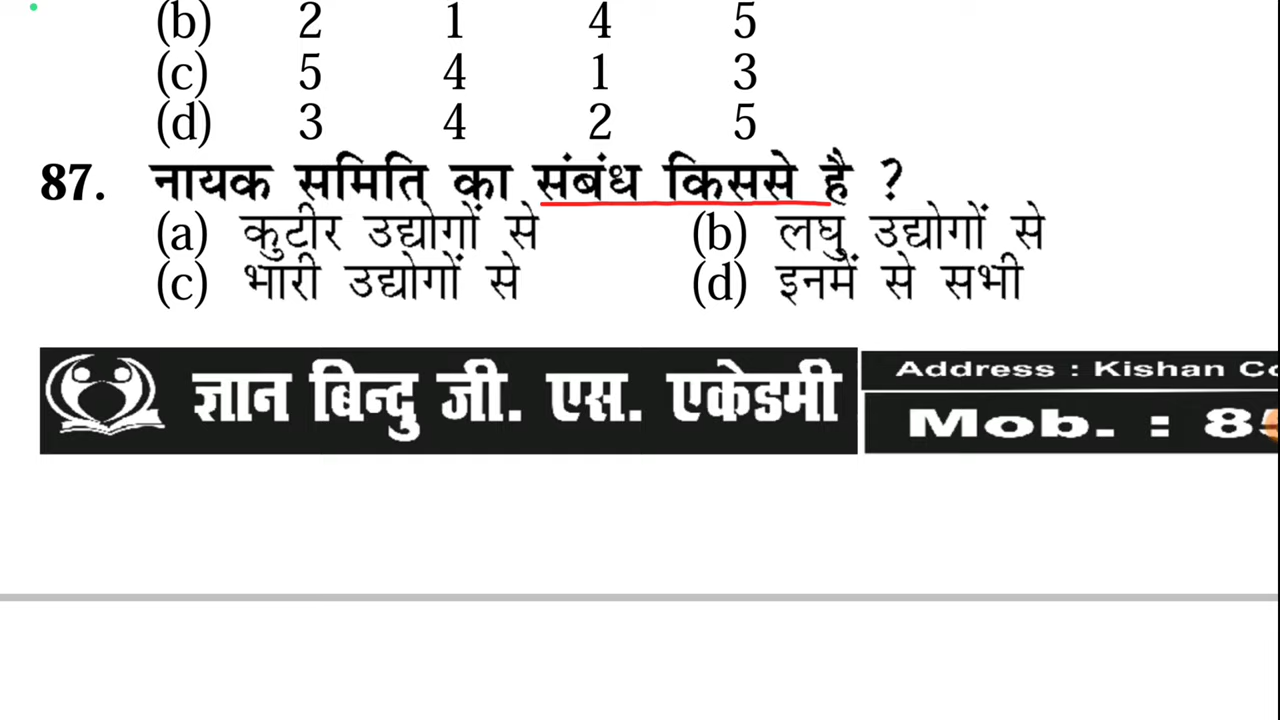 (b) 2 1 4 5
(c) 5 4 1 3
(d) 3 4 2 5
87. नायक समिति का संबंध किससे है ?
(a) कुटीर उद्योगों से (b) लघु उद्योगों से
(c) भारी उद्योगों से (d) इनमें से सभी
ज्ञान बिन्दु जी. एस. एकेडमी
Address : Kishan
Mob. : 8